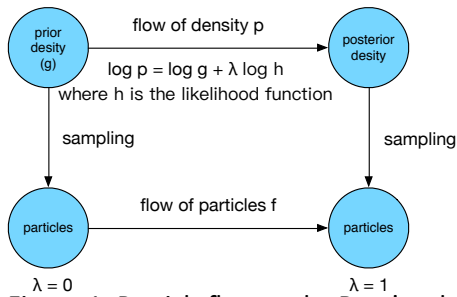 prior
desity
(g)
flow of density p
posterior
desity
log p = log g + λ log h
where h is the likelihood function
sampling
sampling
particles
flow of particles f
particles
λ = 0
λ = 1